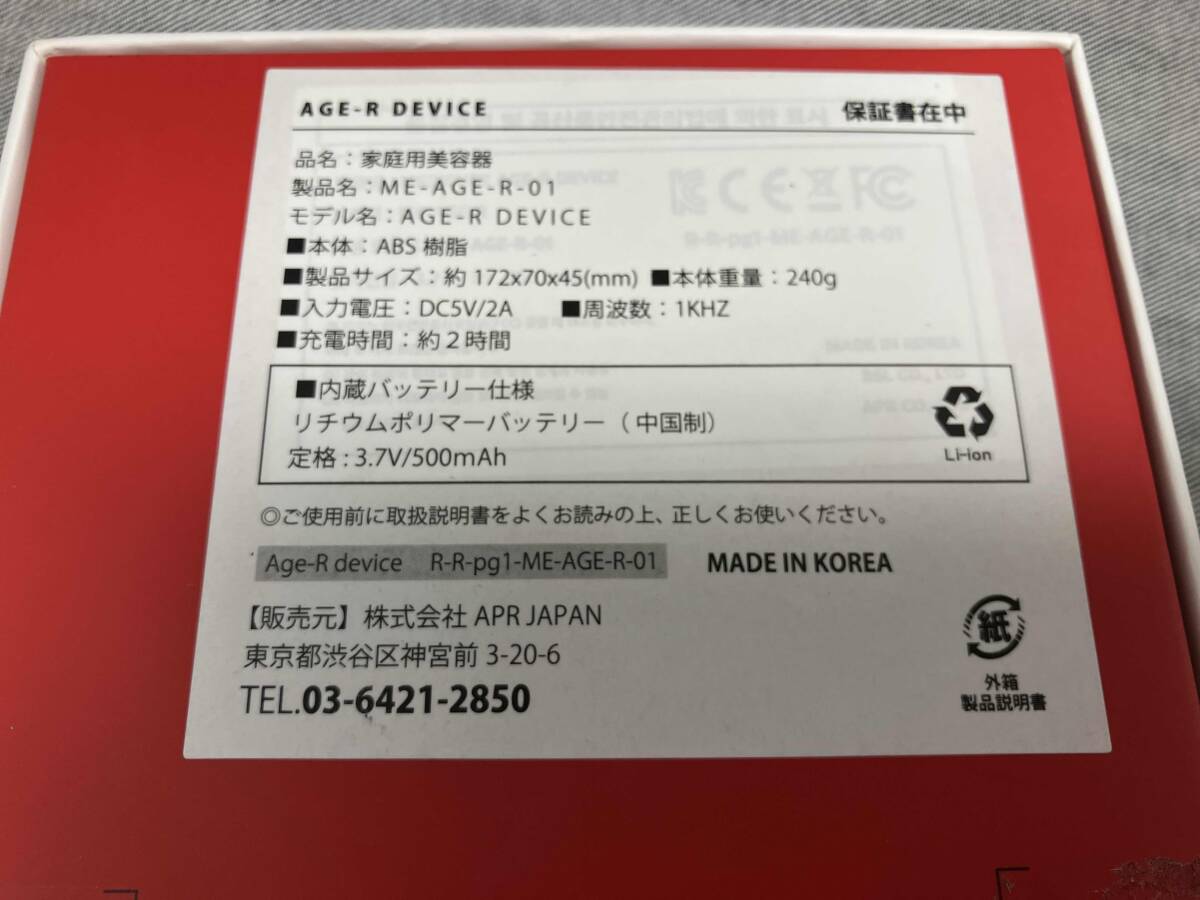 AGE-R DEVICE 保証書在中
品名：家庭用美容器
製品名：ME-AGE-R-01
モデル名：AGE-R DEVICE
■本体：ABS 樹脂
■製品サイズ：約 172x70x45(mm) ■本体重量：240g
■入力電圧：DC5V/2A ■周波数：1KHZ
■充電時間：約２時間
■内蔵バッテリー仕様
リチウムポリマーバッテリー（中国制）
定格：3.7V/500mAh
Li-ion
◎ご使用前に取扱説明書をよくお読みの上、正しくお使いください。
Age-R device R-R-pg1-ME-AGE-R-01 MADE IN KOREA
【販売元】株式会社 APR JAPAN
東京都渋谷区神宮前 3-20-6
TEL.03-6421-2850
紙
外箱
製品説明書